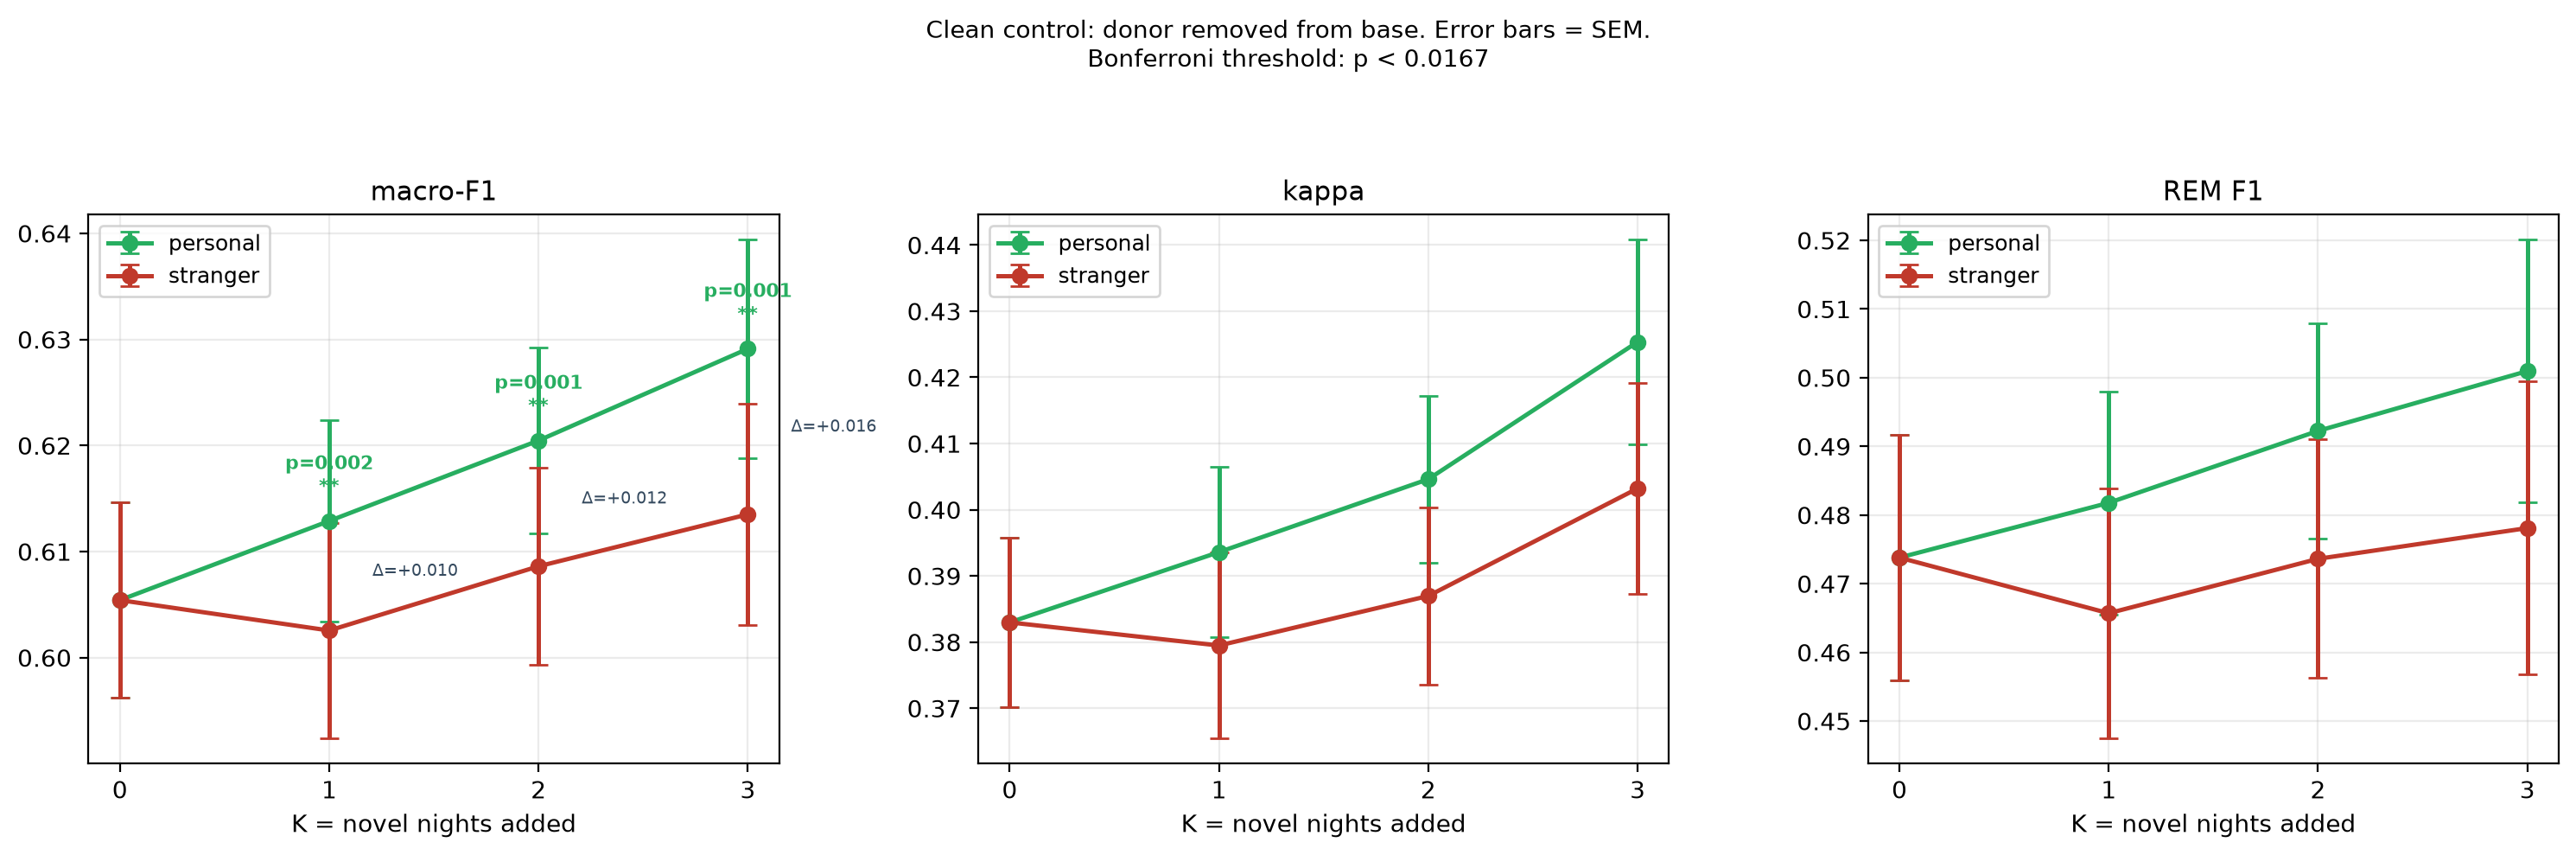 Clean control: donor removed from base. Error bars = SEM.
Bonferroni threshold: p < 0.0167
macro-F1
personal
stranger
0.64
0.63
0.62
0.61
0.60
p=0.002
**
p=0.001
**
p=0.001
**
Δ=+0.010
Δ=+0.012
Δ=+0.016
0
1
2
3
K = novel nights added
kappa
personal
stranger
0.44
0.43
0.42
0.41
0.40
0.39
0.38
0.37
0
1
2
3
K = novel nights added
REM F1
personal
stranger
0.52
0.51
0.50
0.49
0.48
0.47
0.46
0.45
0
1
2
3
K = novel nights added